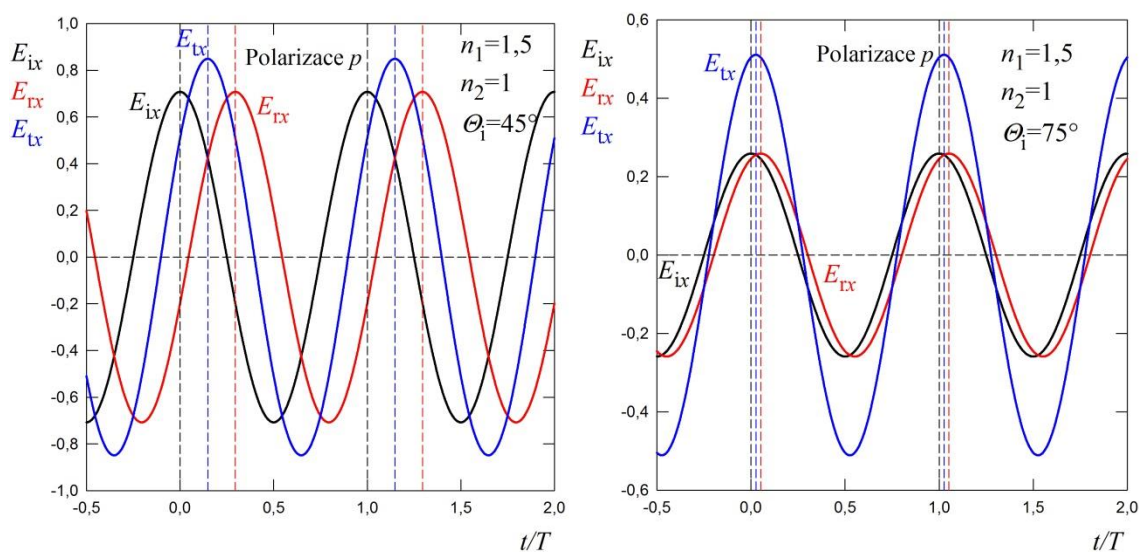 1,0
0,8
0,6
0,4
0,2
0,0
-0,2
-0,4
-0,6
-0,8
-1,0
E_ix
E_rx
E_tx
E_tx
Polarizace p
n_1=1,5
n_2=1
Θ_i=45°
E_ix
E_rx
-0,5 0,0 0,5 1,0 1,5 2,0
t/T
0,6
0,4
0,2
0,0
-0,2
-0,4
-0,6
E_ix
E_rx
E_tx
E_tx
Polarizace p
n_1=1,5
n_2=1
Θ_i=75°
E_ix
E_rx
-0,5 0,0 0,5 1,0 1,5 2,0
t/T